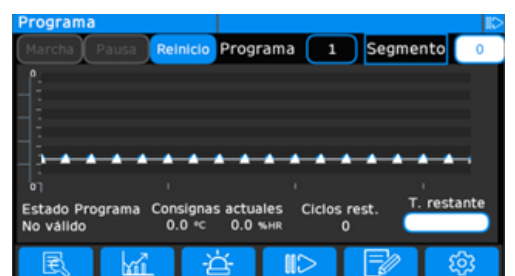 Programa
Marcha Pausa Reinicio Programa 1 Segmento 0
0
0
Estado Programa Consignas actuales Ciclos rest. T. restante
No válido 0.0 ºC 0.0 %HR 0